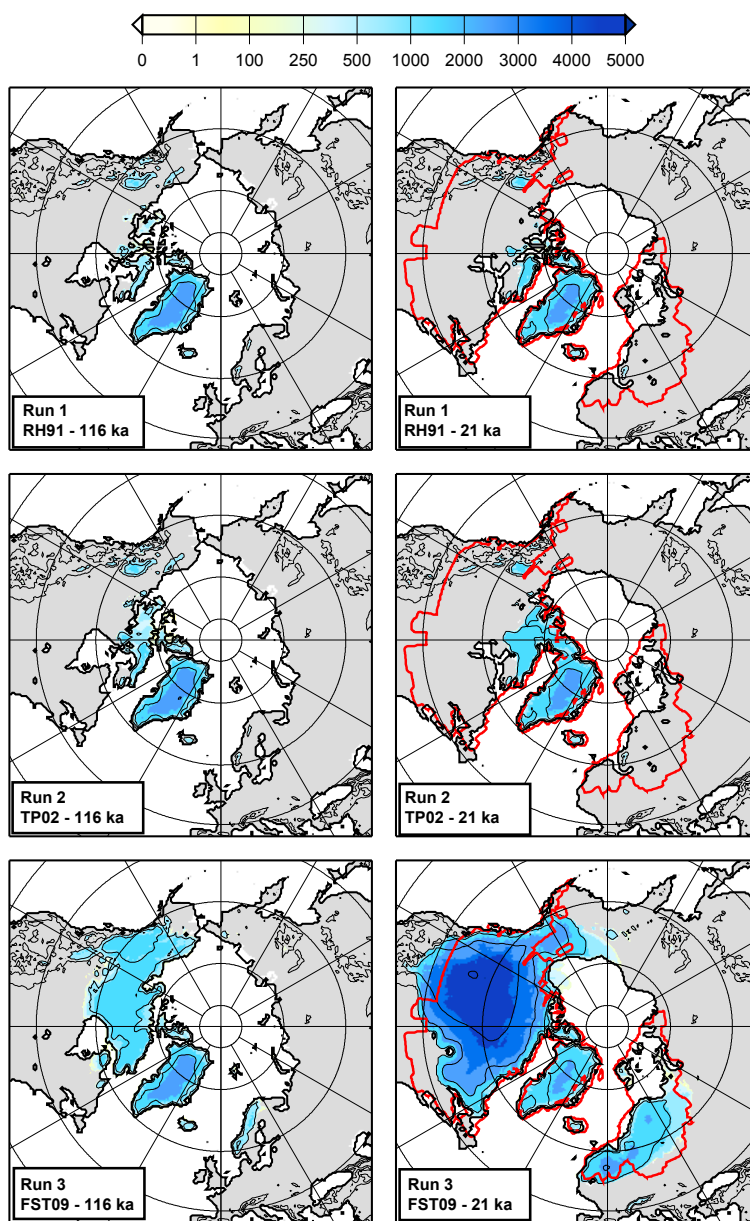 0 1 100 250 500 1000 2000 3000 4000 5000
Run 1
RH91 - 116 ka
Run 1
RH91 - 21 ka
Run 2
TP02 - 116 ka
Run 2
TP02 - 21 ka
Run 3
FST09 - 116 ka
Run 3
FST09 - 21 ka